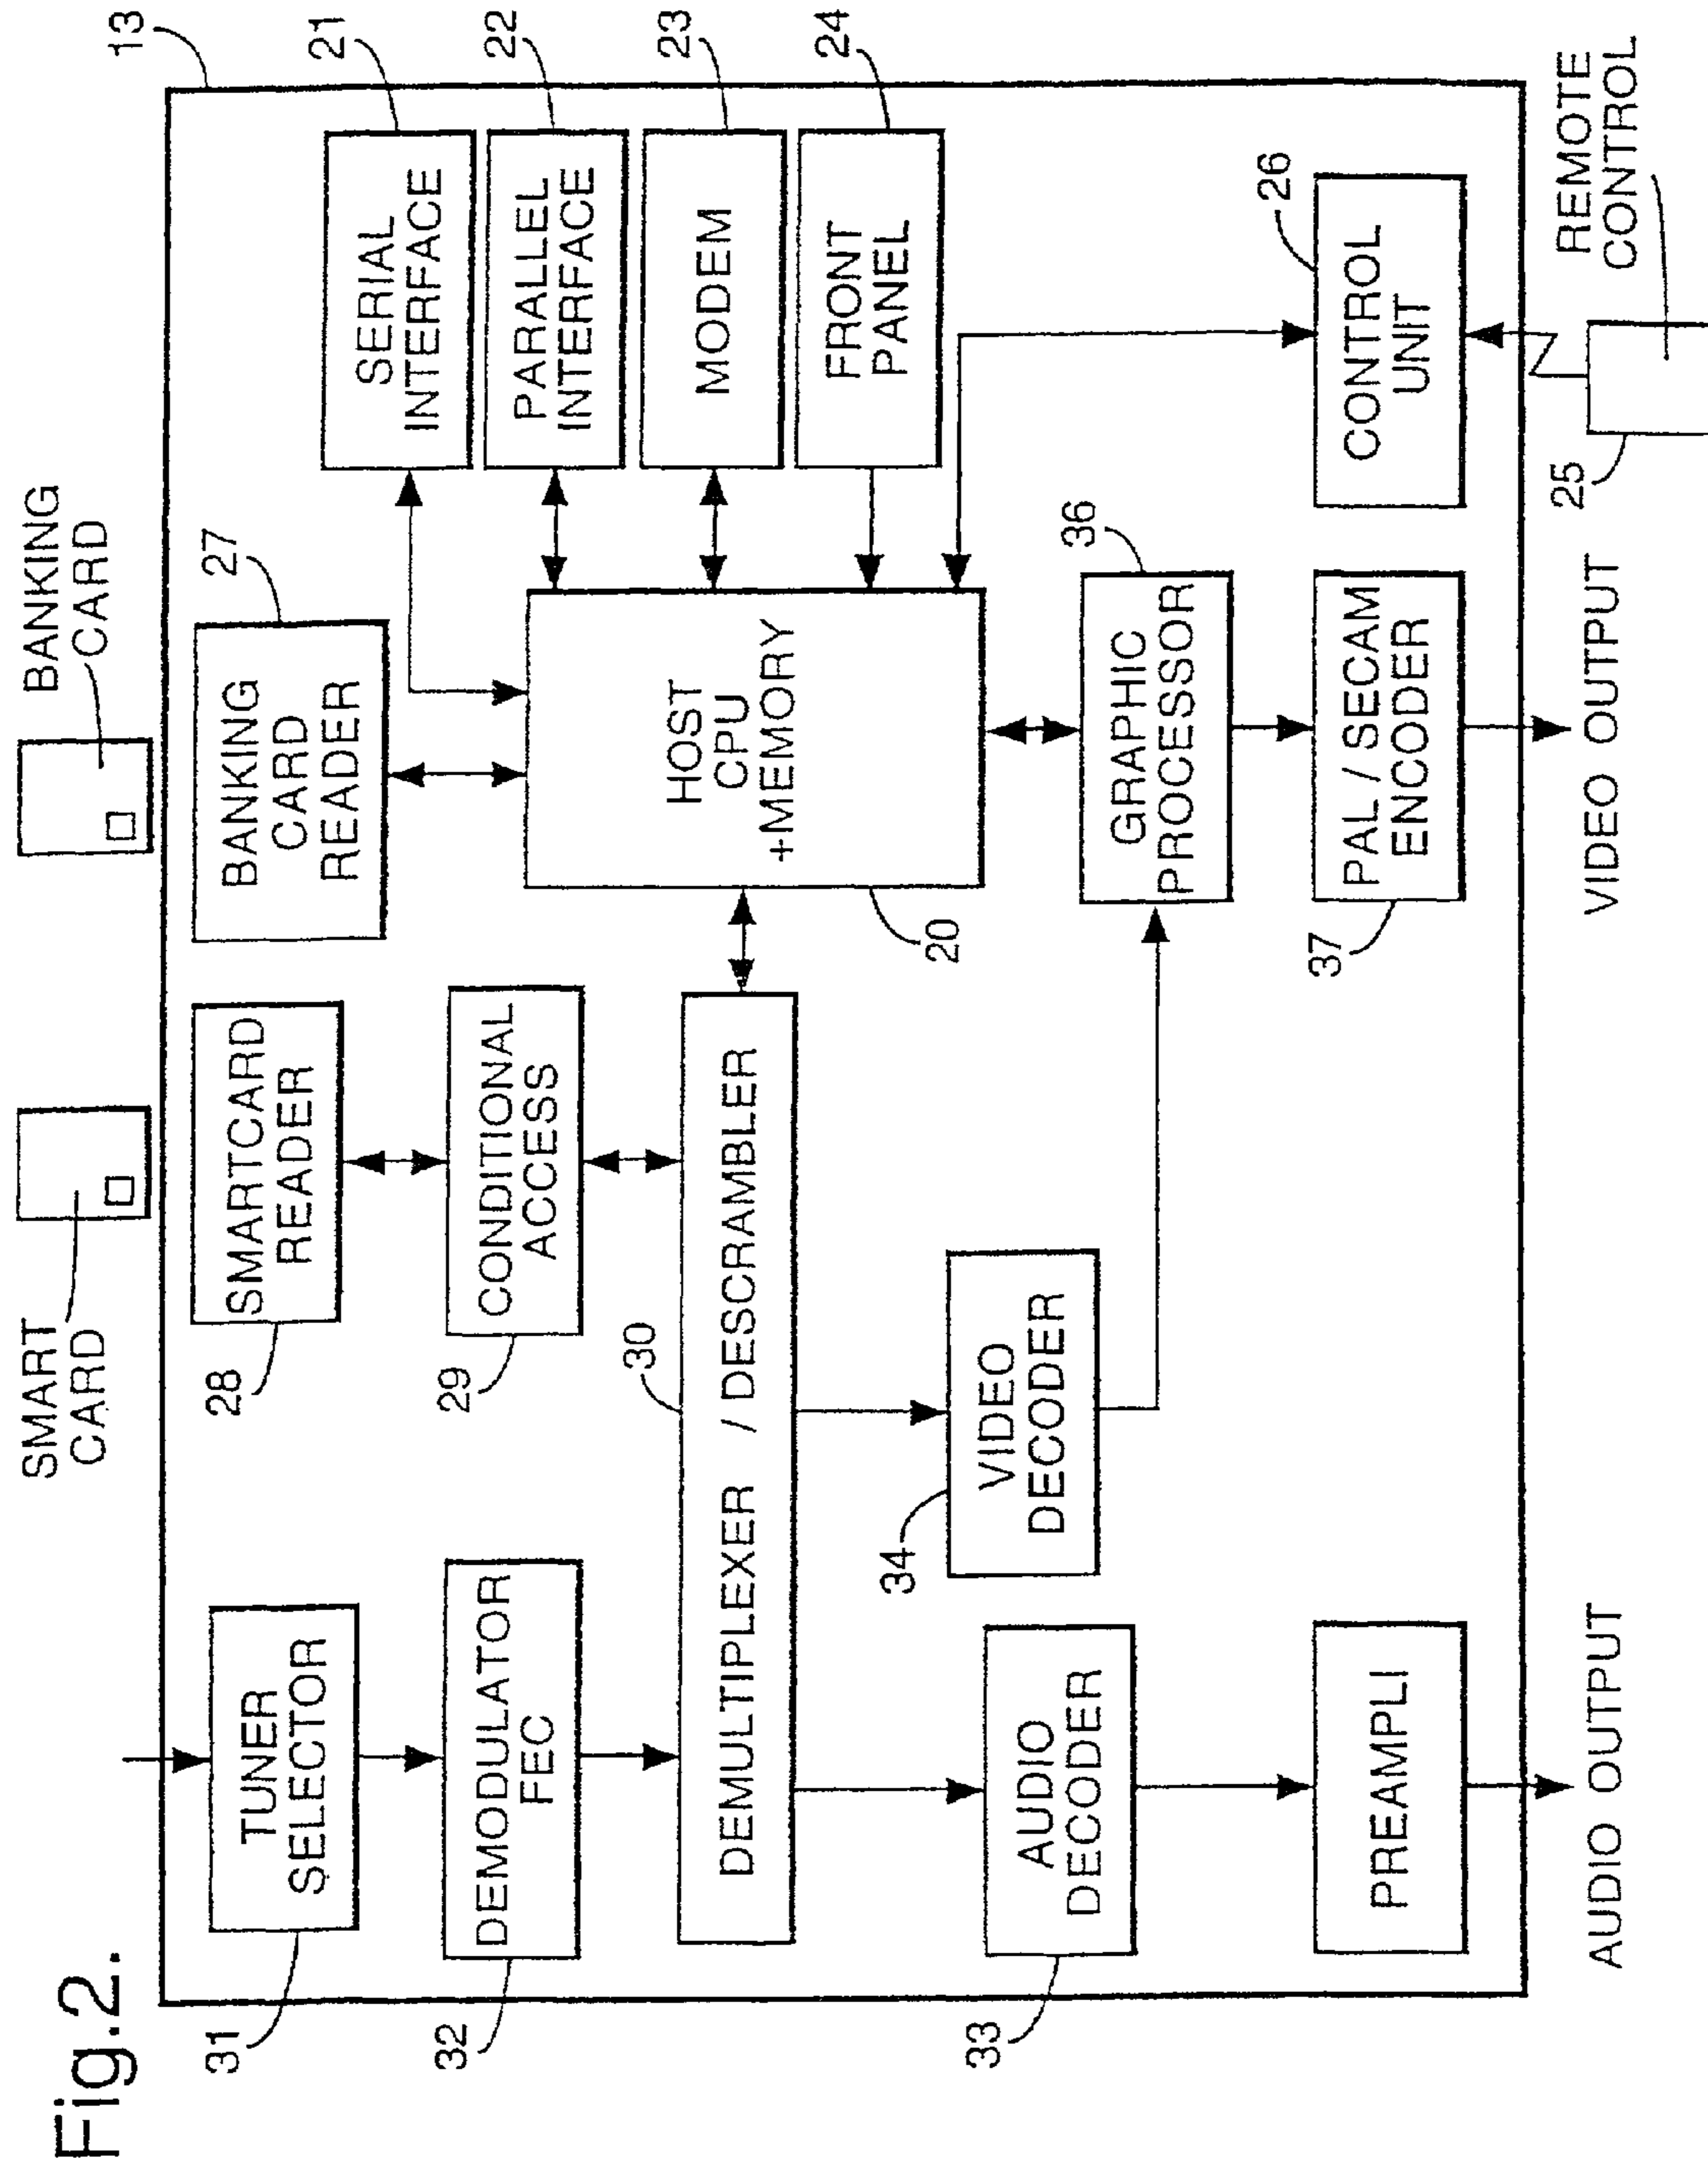 Fig.2.
SMART
CARD
BANKING
CARD
13
31
TUNER
SELECTOR
28
SMARTCARD
READER
27
BANKING
CARD
READER
21
SERIAL
INTERFACE
32
DEMODULATOR
FEC
29
CONDITIONAL
ACCESS
22
PARALLEL
INTERFACE
30
DEMULTIPLEXER / DESCRAMBLER
HOST
CPU
+MEMORY
20
23
MODEM
24
FRONT
PANEL
34
VIDEO
DECODER
33
AUDIO
DECODER
36
GRAPHIC
PROCESSOR
26
CONTROL
UNIT
PREAMPLI
37
PAL / SECAM
ENCODER
25
REMOTE
CONTROL
AUDIO OUTPUT
VIDEO OUTPUT